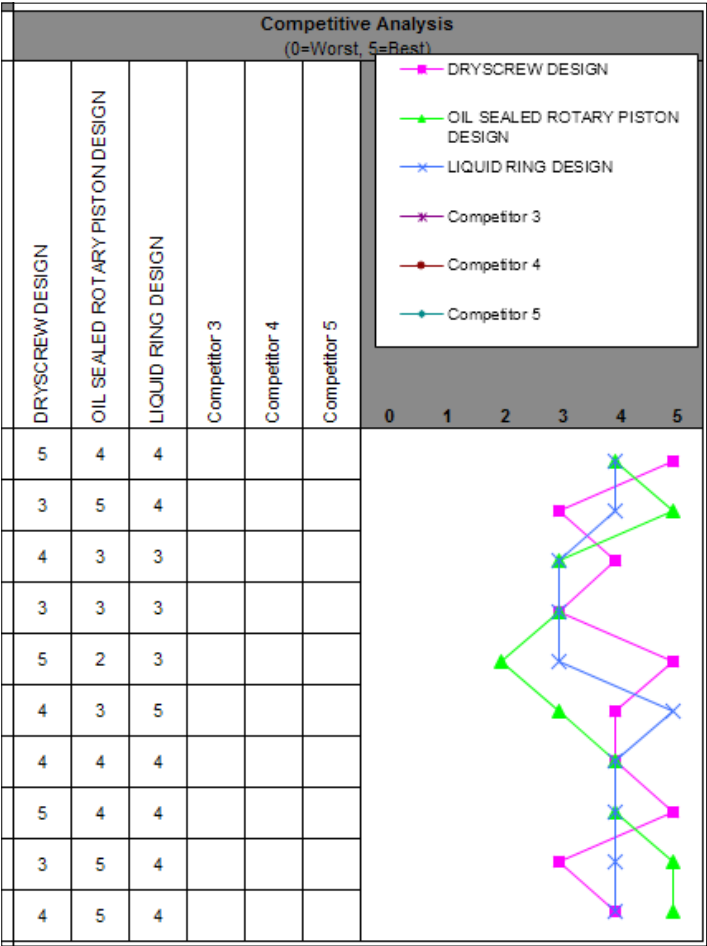 Competitive Analysis
(0=Worst, 5=Best)
DRYSCREW DESIGN
OIL SEALED ROTARY PISTON DESIGN
LIQUID RING DESIGN
Competitor 3
Competitor 4
Competitor 5
DRYSCREW DESIGN
OIL SEALED ROTARY PISTON
DESIGN
LIQUID RING DESIGN
Competitor 3
Competitor 4
Competitor 5
0 1 2 3 4 5
5 4 4
3 5 4
4 3 3
3 3 3
5 2 3
4 3 5
4 4 4
5 4 4
3 5 4
4 5 4